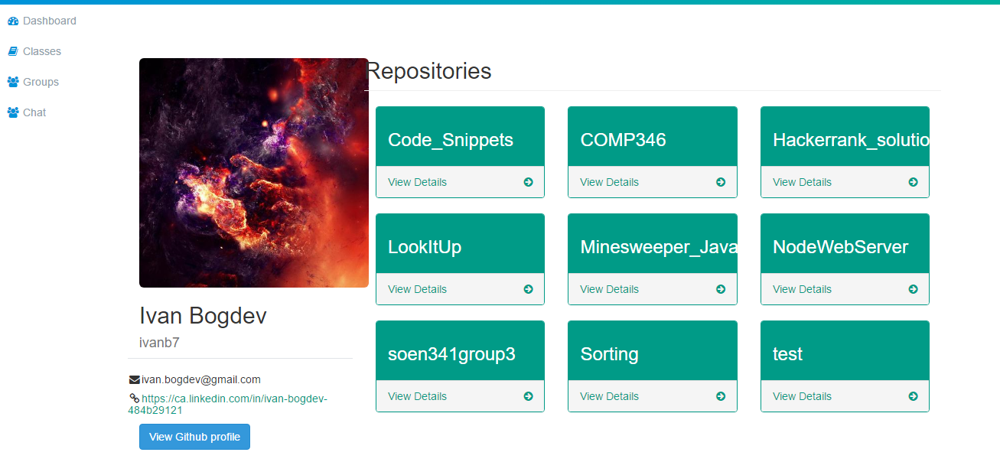 Dashboard
Classes
Groups
Chat
Ivan Bogdev
ivanb7
ivan.bogdev@gmail.com
https://ca.linkedin.com/in/ivan-bogdev-
484b29121
View Github profile
Repositories
Code_Snippets
View Details
COMP346
View Details
Hackerrank_solutio
View Details
LookItUp
View Details
Minesweeper_Java
View Details
NodeWebServer
View Details
soen341group3
View Details
Sorting
View Details
test
View Details